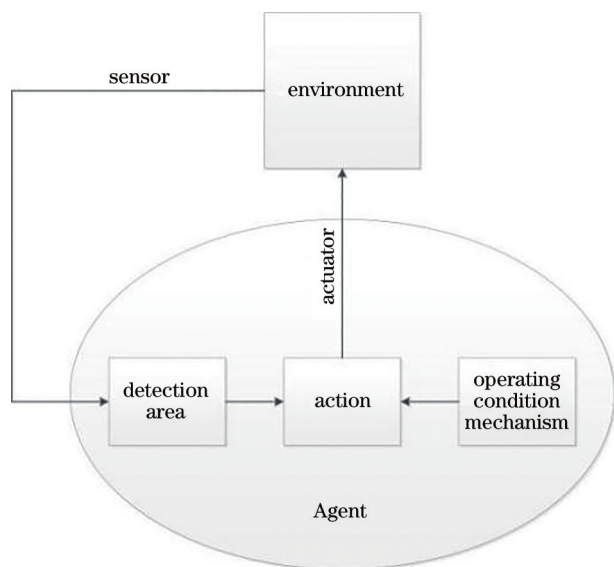 sensor
environment
actuator
detection
area
action
operating
condition
mechanism
Agent